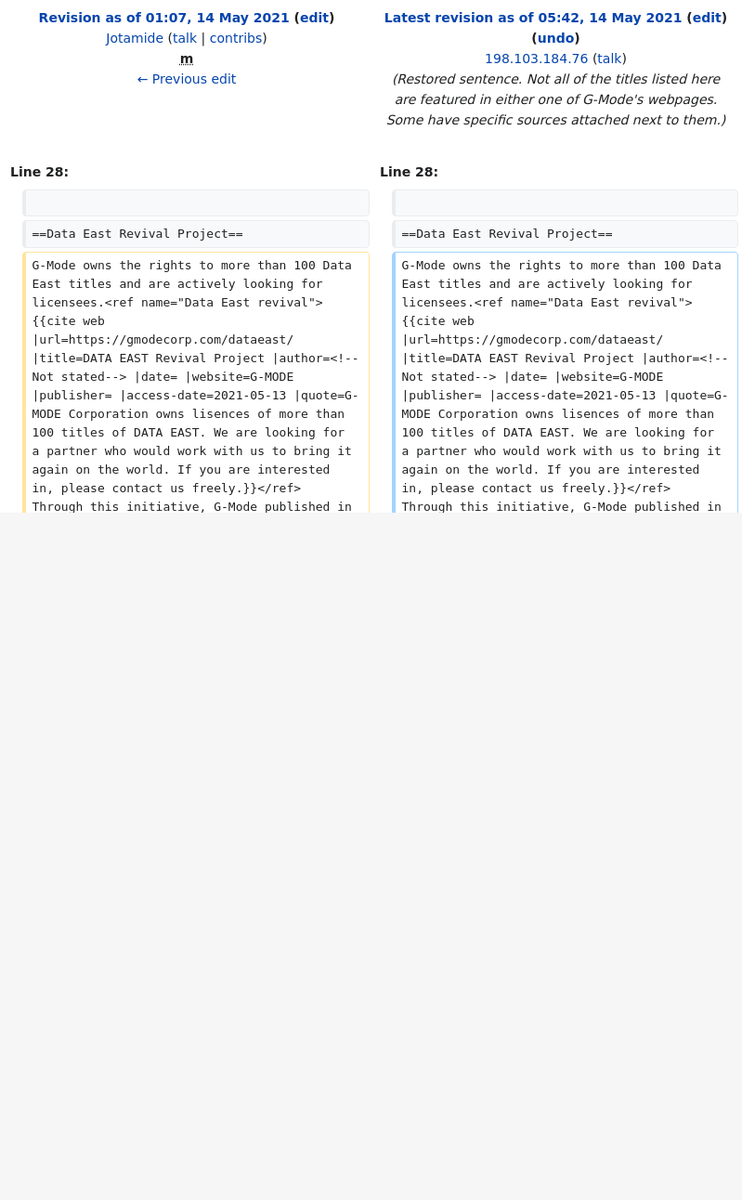 Revision as of 01:07, 14 May 2021 (edit)
Jotamide (talk | contribs)
m
← Previous edit
Latest revision as of 05:42, 14 May 2021 (edit)
(undo)
198.103.184.76 (talk)
(Restored sentence. Not all of the titles listed here
are featured in either one of G-Mode's webpages.
Some have specific sources attached next to them.)
Line 28:
Line 28:
==Data East Revival Project==
==Data East Revival Project==
G-Mode owns the rights to more than 100 Data
East titles and are actively looking for
licensees.<ref name="Data East revival">
{{cite web
|url=https://gmodecorp.com/dataeast/
|title=DATA EAST Revival Project |author=<!--
Not stated--> |date= |website=G-MODE
|publisher= |access-date=2021-05-13 |quote=G-
MODE Corporation owns lisences of more than
100 titles of DATA EAST. We are looking for
a partner who would work with us to bring it
again on the world. If you are interested
in, please contact us freely.}}</ref>
Through this initiative, G-Mode published in
G-Mode owns the rights to more than 100 Data
East titles and are actively looking for
licensees.<ref name="Data East revival">
{{cite web
|url=https://gmodecorp.com/dataeast/
|title=DATA EAST Revival Project |author=<!--
Not stated--> |date= |website=G-MODE
|publisher= |access-date=2021-05-13 |quote=G-
MODE Corporation owns lisences of more than
100 titles of DATA EAST. We are looking for
a partner who would work with us to bring it
again on the world. If you are interested
in, please contact us freely.}}</ref>
Through this initiative, G-Mode published in